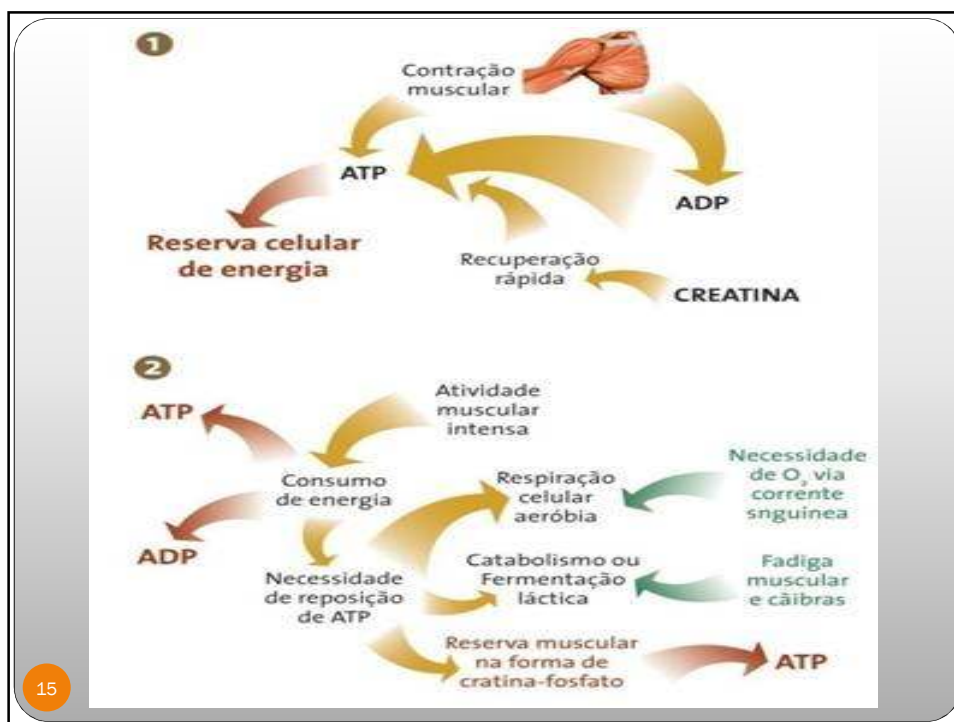 1
Contração
muscular
ATP
ADP
Reserva celular
de energia
Recuperação
rápida
CREATINA
2
Atividade
muscular
intensa
ATP
Consumo
de energia
ADP
Respiração
celular
aeróbia
Necessidade
de O₂ via
corrente
snguínea
Necessidade
de reposição
de ATP
Catabolismo ou
Fermentação
láctica
Fadiga
muscular
e cãibras
Reserva muscular
na forma de
cratina-fosfato
ATP
15